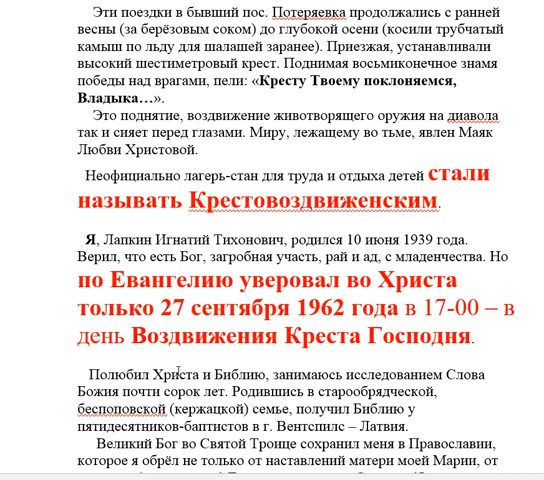 Эти поездки в бывший пос. Потеряевка продолжались с ранней
весны (за берёзовым соком) до глубокой осени (косили трубчатый
камыш по льду для шалашей заранее). Приезжая, устанавливали
высокий шестиметровый крест. Поднимая восьмиконечное знамя
победы над врагами, пели: «Кресту Твоему поклоняемся,
Владыка…».
Это поднятие, воздвижение животворящего оружия на диавола
так и сияет перед глазами. Миру, лежащему во тьме, явлен Маяк
Любви Христовой.
Неофициально лагерь-стан для труда и отдыха детей стали
называть Крестовоздвиженским.
Я, Лапкин Игнатий Тихонович, родился 10 июня 1939 года.
Верил, что есть Бог, загробная участь, рай и ад, с младенчества. Но
по Евангелию уверовал во Христа
только 27 сентября 1962 года в 17-00 – в
день Воздвижения Креста Господня.
Полюбил Христа и Библию, занимаюсь исследованием Слова
Божия почти сорок лет. Родившись в старообрядческой,
беспоповской (кержацкой) семье, получил Библию у
пятидесятников-баптистов в г. Вентспилс – Латвия.
Великий Бог во Святой Троице сохранил меня в Православии,
которое я обрёл не только от наставлений матери моей Марии, от